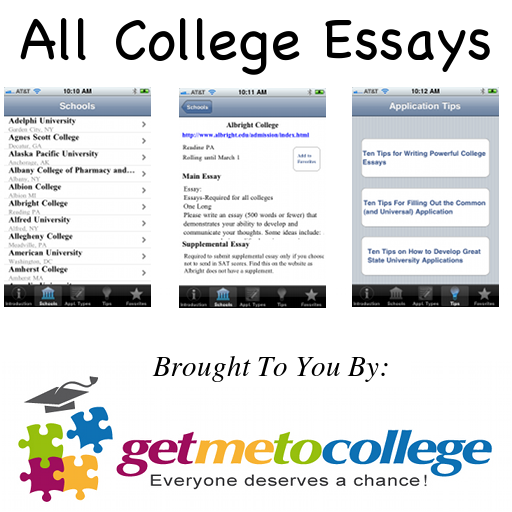 All College Essays
AT&T 10:10 AM
Schools
Adelphi University
Garden City, NY
Agnes Scott College
Decatur, GA
Alaska Pacific University
Anchorage, AK
Albany College of Pharmacy and...
Albany, NY
Albion College
Albion MI
Albright College
Reading PA
Alfred University
Alfred, NY
Allegheny College
Meadville, PA
American University
Washington, DC
Amherst College
Amherst MA
Introduction Schools Appl. Types Tips Favorites
AT&T 10:11 AM
Schools
Albright College
http://www.albright.edu/admission/index.html
Reading PA
Rolling until March 1
Add to
Favorites
Main Essay
Essay:
Essays-Required for all colleges
One Long
Please write an essay (500 words or fewer) that
demonstrates your ability to develop and
communicate your thoughts. Some ideas include:
Supplemental Essay
Required to submit supplemental essay only if you choose
not to send in SAT scores. Find this on the website as
Albright does not have a supplement.
Introduction Schools Appl. Types Tips Favorites
AT&T 10:12 AM
Application Tips
Ten Tips for Writing Powerful College
Essays
Ten Tips For Filling Out the Common
(and Universal) Application
Ten Tips on How to Develop Great
State University Applications
Introduction Schools Appl. Types Tips Favorites
Brought To You By:
getmetocollege
Everyone deserves a chance!